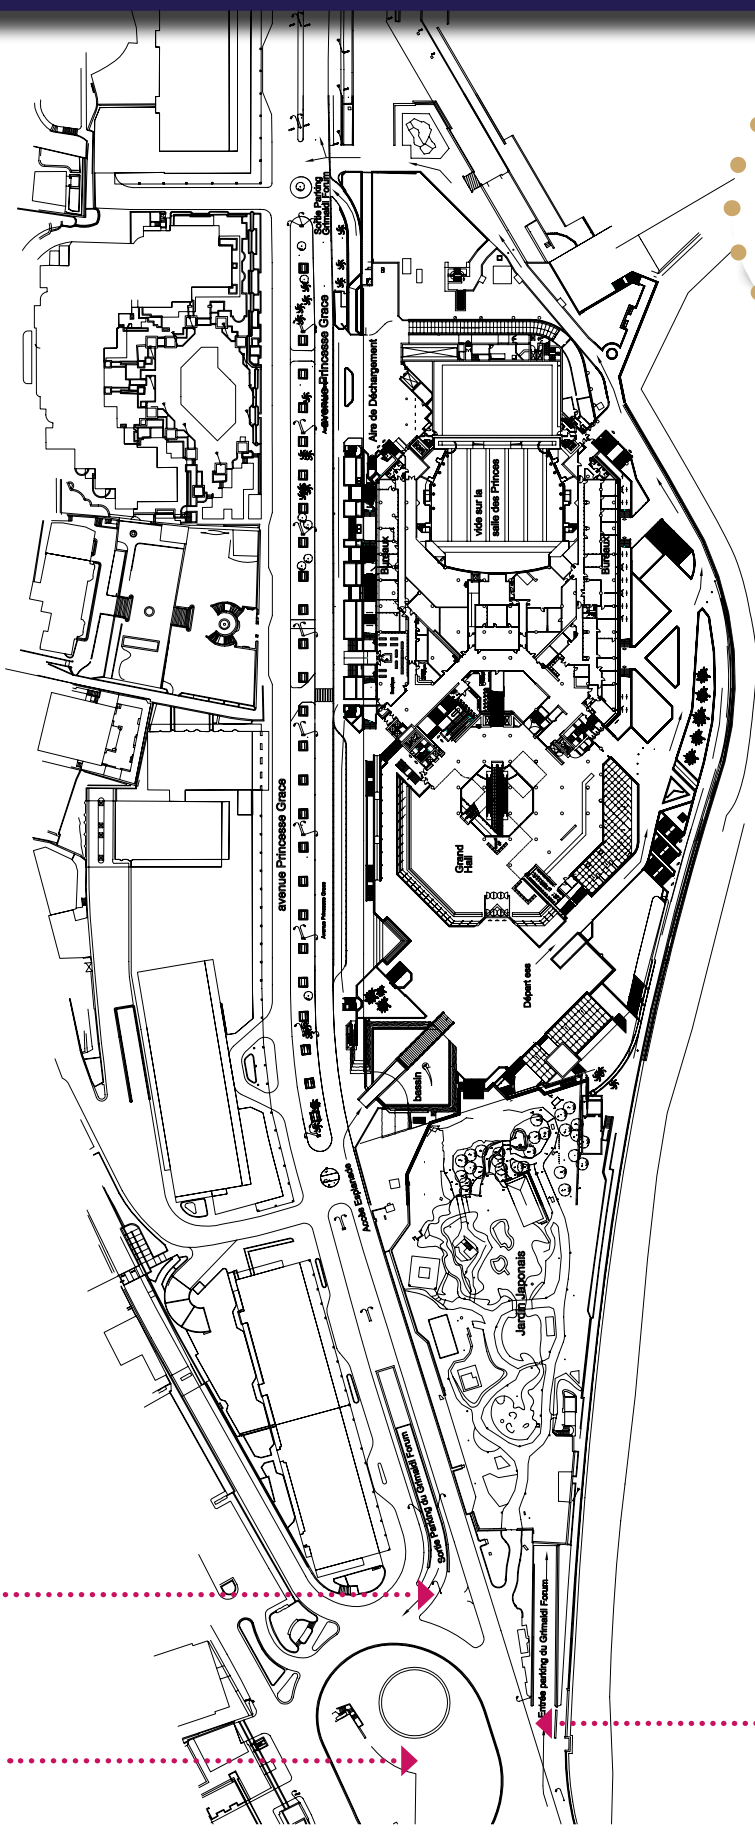 Sortie Parking
Grimaldi Forum
avenue Princesse Grace
Aire de Déchargement
vide sur la
salle des Princes
Bureaux
Bureaux
avenue Princesse Grace
Avenue Princesse Grace
Grand
Hall
Départ
bassin
Accès Esplanade
Jardin Japonais
Sortie Parking du Grimaldi Forum
Entrée parking du Grimaldi Forum